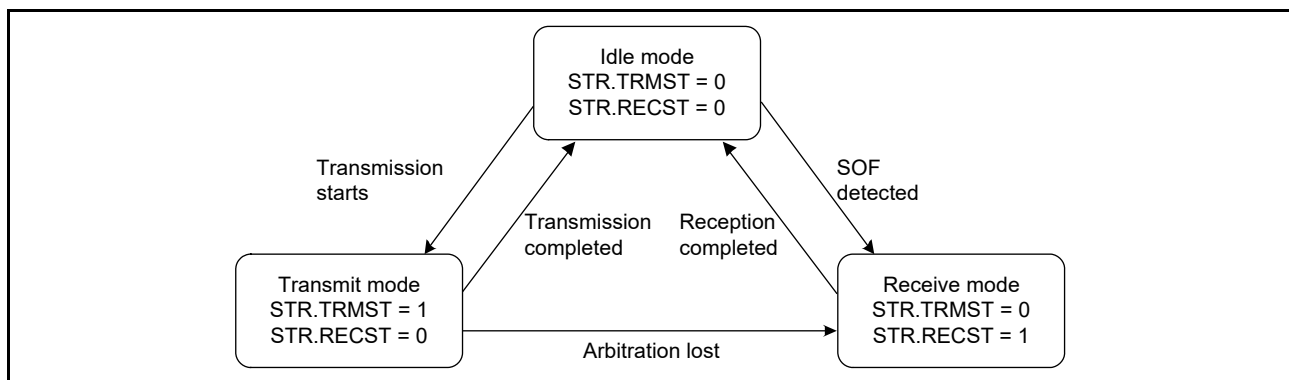 Idle mode
STR.TRMST = 0
STR.RECST = 0
Transmission
starts
SOF
detected
Transmission
completed
Reception
completed
Transmit mode
STR.TRMST = 1
STR.RECST = 0
Receive mode
STR.TRMST = 0
STR.RECST = 1
Arbitration lost